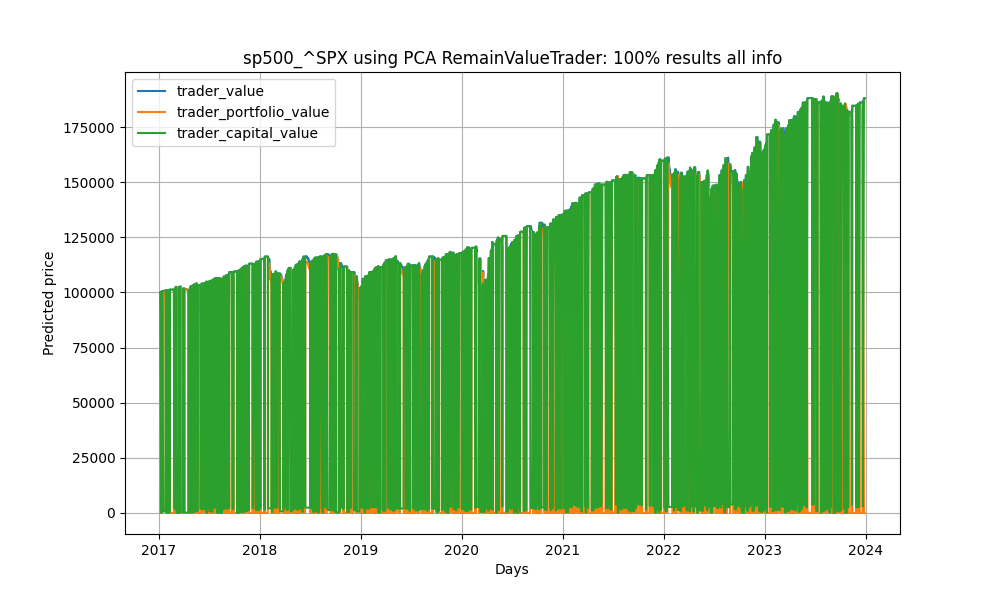 sp500_^SPX using PCA RemainValueTrader: 100% results all info
trader_value
trader_portfolio_value
trader_capital_value
Predicted price
175000
150000
125000
100000
75000
50000
25000
0
2017 2018 2019 2020 2021 2022 2023 2024
Days